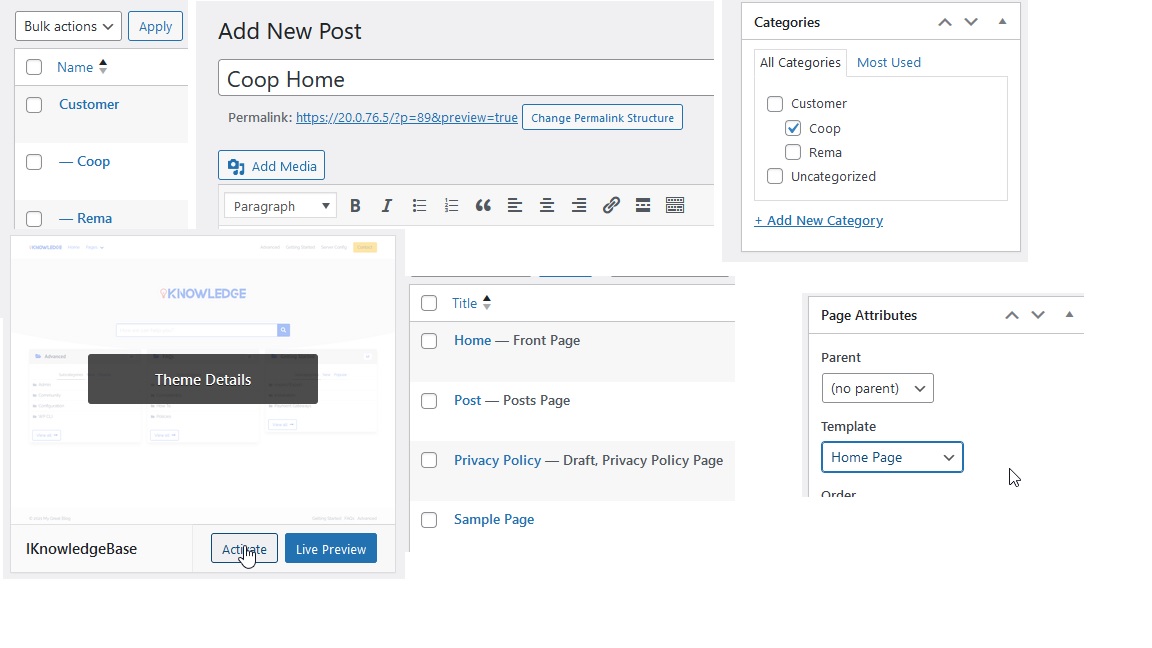 Bulk actions
Apply
Name
Customer
— Coop
— Rema
Add New Post
Coop Home
Permalink: https://20.0.76.5/?p=89&preview=true Change Permalink Structure
Add Media
Paragraph
B I
Categories
All Categories Most Used
Customer
Coop
Rema
Uncategorized
+ Add New Category
KNOWLEDGE
Advanced
Theme Details
IKnowledgeBase
Activate
Live Preview
Title
Home — Front Page
Post — Posts Page
Privacy Policy — Draft, Privacy Policy Page
Sample Page
Page Attributes
Parent
(no parent)
Template
Home Page
Order